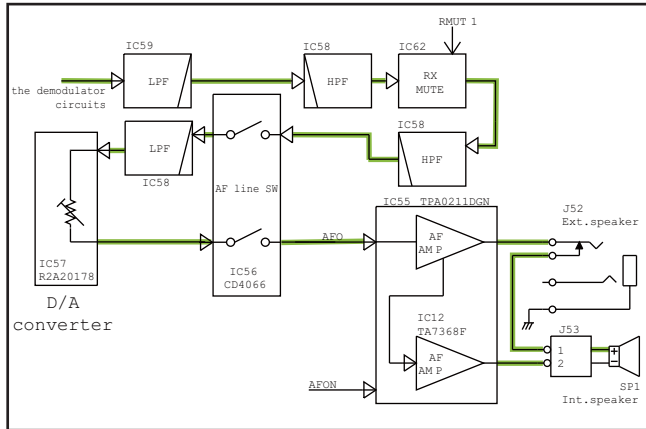 RMUT 1
IC59
IC58
IC62
LPF
HPF
RX
MUTE
the demodulator
circuits
LPF
IC58
HPF
IC58
AF line SW
IC55 TPA0211DGN
J52
Ext.speaker
AF
AMP
AFO
IC57
R2A20178
IC56
CD4066
D/A
converter
IC12
TA7368F
AF
AMP
J53
1
2
+
-
SP1
Int.speaker
AFON